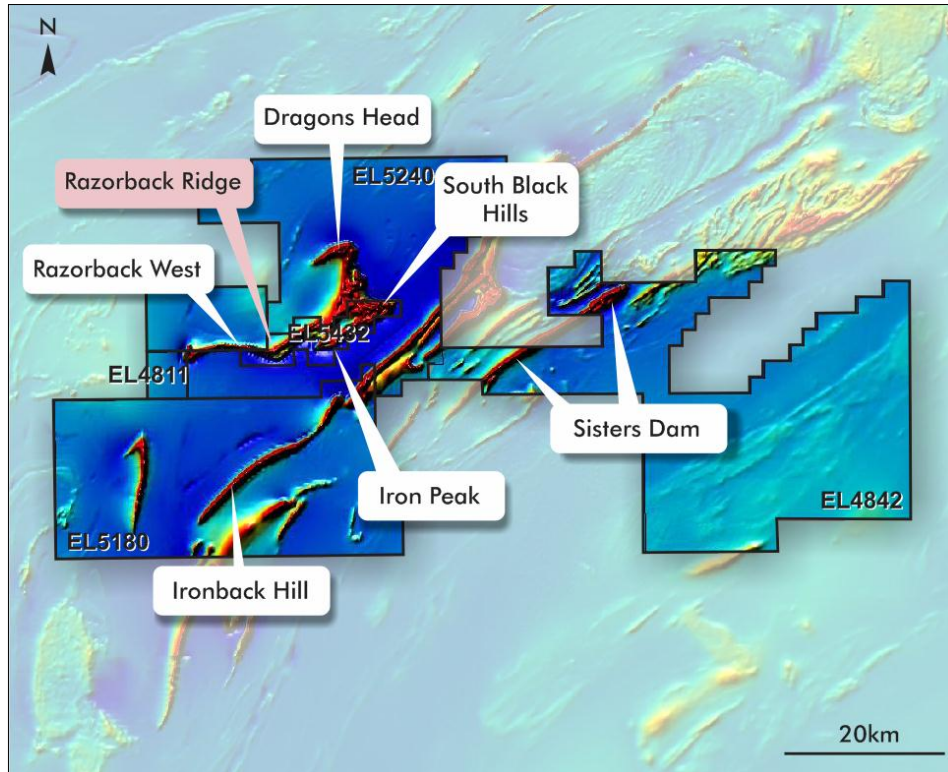 N
Dragons Head
EL5240
Razorback Ridge
South Black
Hills
Razorback West
EL5432
EL4811
Sisters Dam
Iron Peak
EL4842
EL5180
Ironback Hill
20km